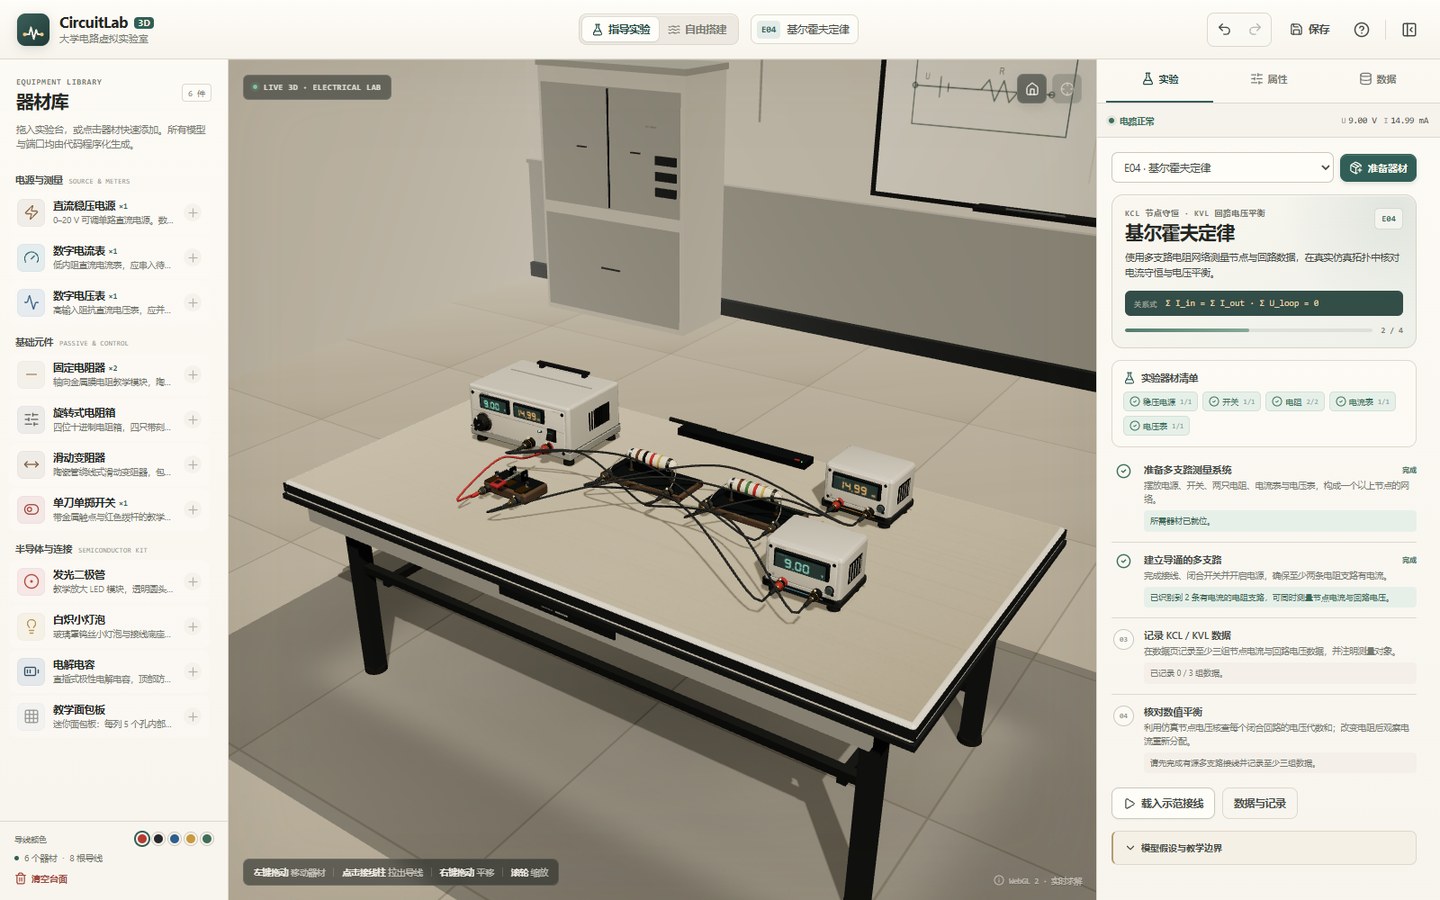 CircuitLab 3D
大学电路虚拟实验室
指导实验
自由搭建
E04 基尔霍夫定律
保存
EQUIPMENT LIBRARY
器材库
6 件
拖入实验台，或点击器材快速添加。所有模型
与端口均由代码程序化生成。
电源与测量 SOURCE & METERS
直流稳压电源 ×1
0–20 V 可调单路直流电源。数…
数字电流表 ×1
低内阻直流电流表，应串入待…
数字电压表 ×1
高输入阻抗直流电压表，应并…
基础元件 PASSIVE & CONTROL
固定电阻器 ×2
轴向金属膜电阻教学模块，陶…
旋转式电阻箱
四位十进制电阻箱，四只带刻…
滑动变阻器
陶瓷管绕线式滑动变阻器，包…
单刀单掷开关 ×1
带金属触点与红色拨杆的教学…
半导体与连接 SEMICONDUCTOR KIT
发光二极管
教学放大 LED 模块，透明圆头…
白炽小灯泡
玻璃罩钨丝小灯泡与接线底座…
电解电容
直插式极性电解电容，顶部防…
教学面包板
迷你面包板：每列 5 个孔内部…
导线颜色
6 个器材 · 8 根导线
清空台面
LIVE 3D · ELECTRICAL LAB
U
R
9.00
14.99
14.99
9.00
左键拖动 移动器材
点击接线柱 拉出导线
右键拖动 平移
滚轮 缩放
WebGL 2 · 实时求解
实验
属性
数据
电路正常
U 9.00 V I 14.99 mA
E04 · 基尔霍夫定律
准备器材
KCL 节点守恒 · KVL 回路电压平衡
E04
基尔霍夫定律
使用多支路电阻网络测量节点与回路数据，在真实仿真拓扑中核对
电流守恒与电压平衡。
关系式 Σ I_in = Σ I_out · Σ U_loop = 0
2 / 4
实验器材清单
稳压电源 1/1
开关 1/1
电阻 2/2
电流表 1/1
电压表 1/1
准备多支路测量系统
完成
摆放电源、开关、两只电阻、电流表与电压表，构成一个以上节点的网
络。
所需器材已就位。
建立导通的多支路
完成
完成接线、闭合开关并开启电源，确保至少两条电阻支路有电流。
已识别到 2 条有电流的电阻支路，可同时测量节点电流与回路电压。
03
记录 KCL / KVL 数据
在数据页记录至少三组节点电流与回路电压数据，并注明测量对象。
已记录 0 / 3 组数据。
04
核对数值平衡
利用仿真节点电压核查每个闭合回路的电压代数和；改变电阻后观察电
流重新分配。
请先完成有源多支路接线并记录至少三组数据。
载入示范接线
数据与记录
模型假设与教学边界